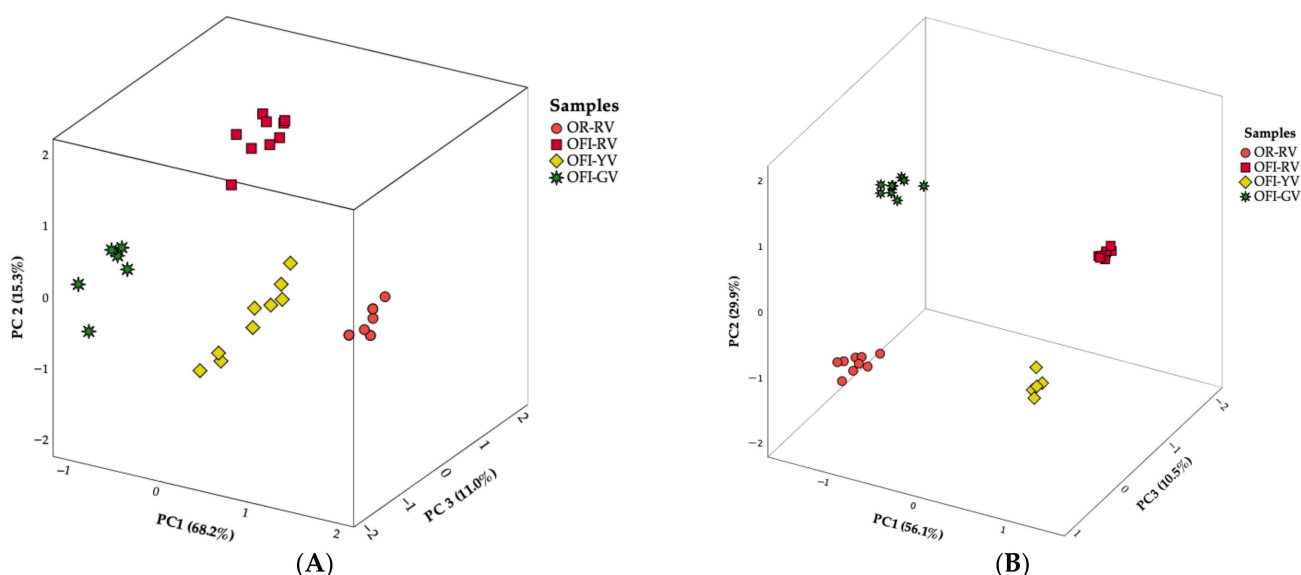 Samples
OR-RV
OFI-RV
OFI-YV
OFI-GV
2
1
0
−1
−2
PC 2 (15.3%)
−1
0
1
2
PC1 (68.2%)
−2
−1
0
1
2
PC 3 (11.0%)
(A)
Samples
OR-RV
OFI-RV
OFI-YV
OFI-GV
2
1
0
−1
−2
PC2 (29.9%)
−1
0
1
PC1 (56.1%)
1
0
−1
−2
PC3 (10.5%)
(B)